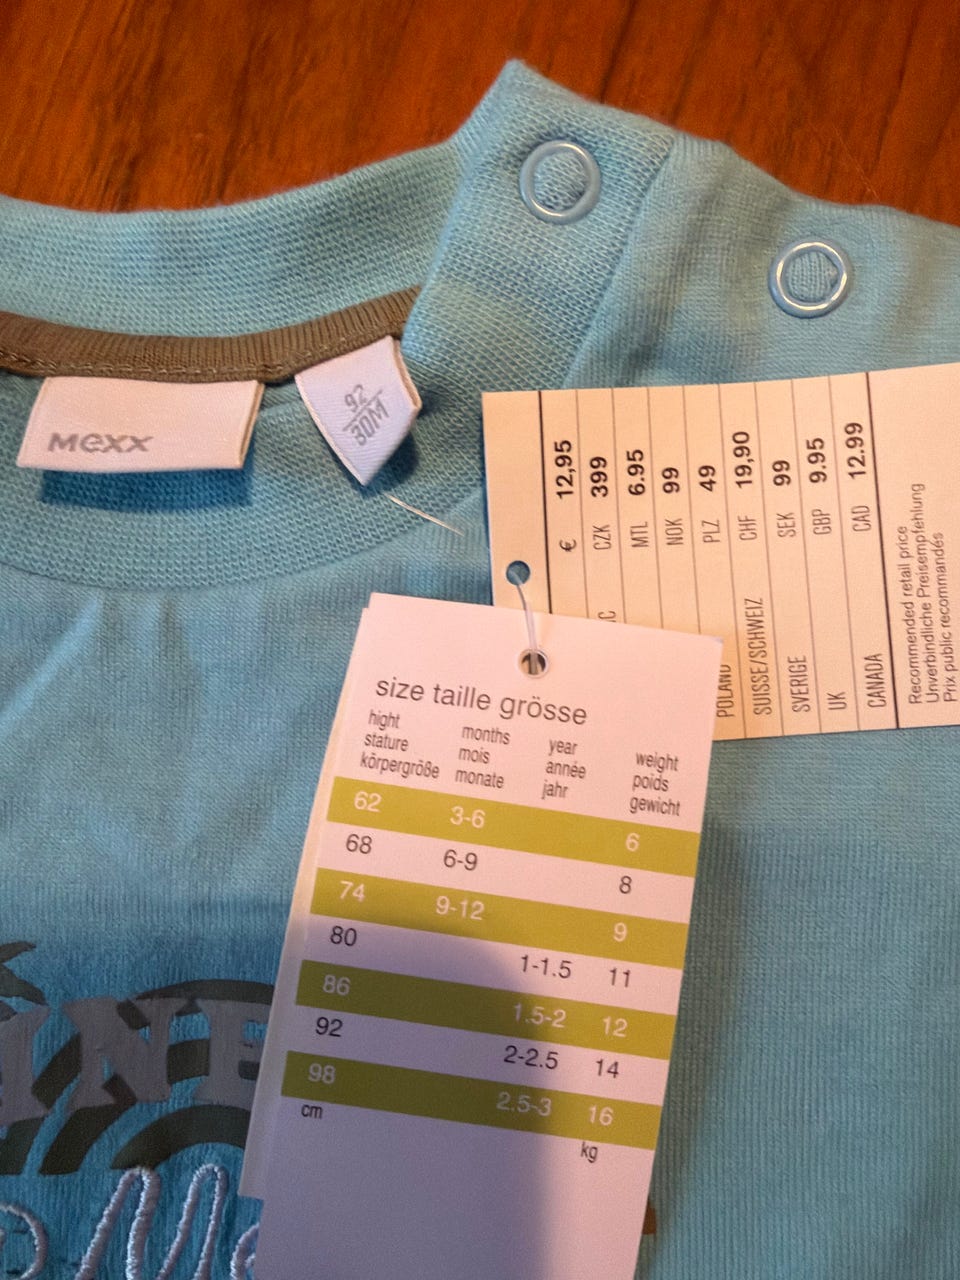 mexx
92
30M
€ 12,95
C CZK 399
MTL 6.95
NOK 99
POLAND PLZ 49
SUISSE/SCHWEIZ CHF 19,90
SVERIGE SEK 99
UK GBP 9.95
CANADA CAD 12.99
Recommended retail price
Unverbindliche Preisempfehlung
Prix public recommandés
size taille grösse
hight months year weight
stature mois année poids
körpergröße monate jahr gewicht
62 3-6 6
68 6-9 8
74 9-12 9
80 1-1.5 11
86 1.5-2 12
92 2-2.5 14
98 2.5-3 16
cm kg
INE
Me